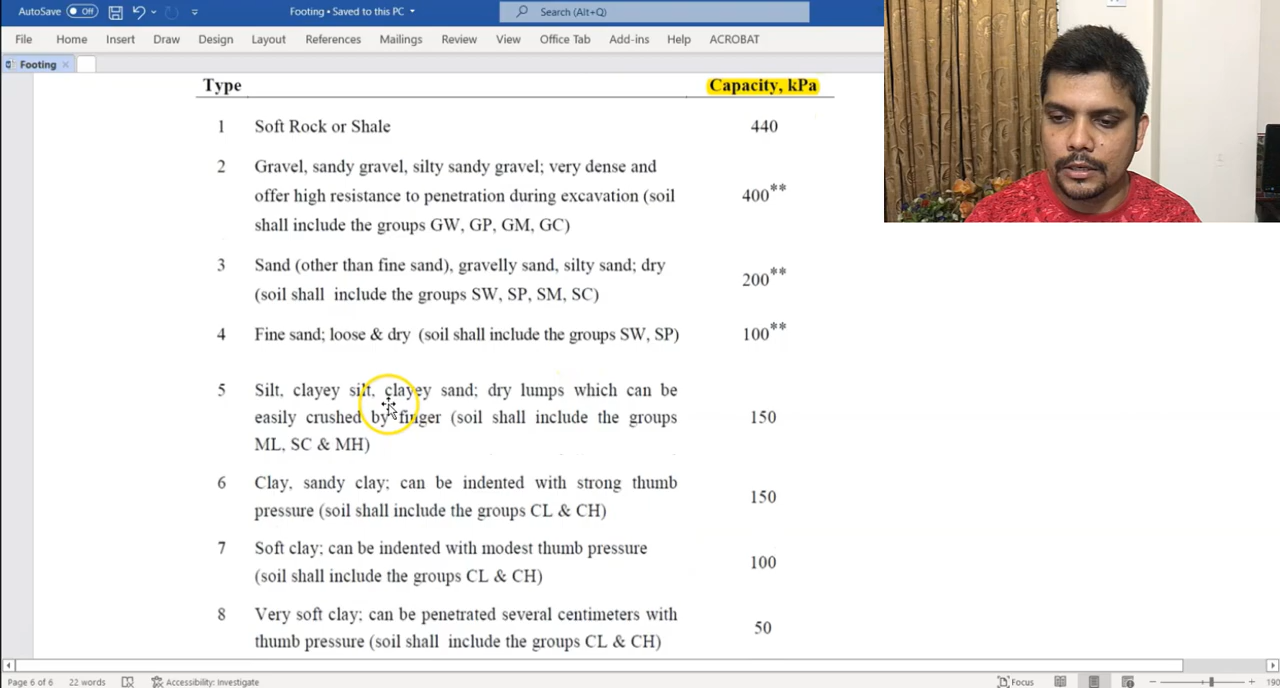 AutoSave Off Footing • Saved to this PC Search (Alt+Q)
File Home Insert Draw Design Layout References Mailings Review View Office Tab Add-ins Help ACROBAT
Footing
Type Capacity, kPa
1 Soft Rock or Shale 440
2 Gravel, sandy gravel, silty sandy gravel; very dense and
offer high resistance to penetration during excavation (soil 400**
shall include the groups GW, GP, GM, GC)
3 Sand (other than fine sand), gravelly sand, silty sand; dry
200**
(soil shall include the groups SW, SP, SM, SC)
4 Fine sand; loose & dry (soil shall include the groups SW, SP) 100**
5 Silt, clayey silt, clayey sand; dry lumps which can be
easily crushed by finger (soil shall include the groups 150
ML, SC & MH)
6 Clay, sandy clay; can be indented with strong thumb
150
pressure (soil shall include the groups CL & CH)
7 Soft clay; can be indented with modest thumb pressure
100
(soil shall include the groups CL & CH)
8 Very soft clay; can be penetrated several centimeters with
50
thumb pressure (soil shall include the groups CL & CH)
Page 6 of 6 22 words Accessibility: Investigate Focus 190